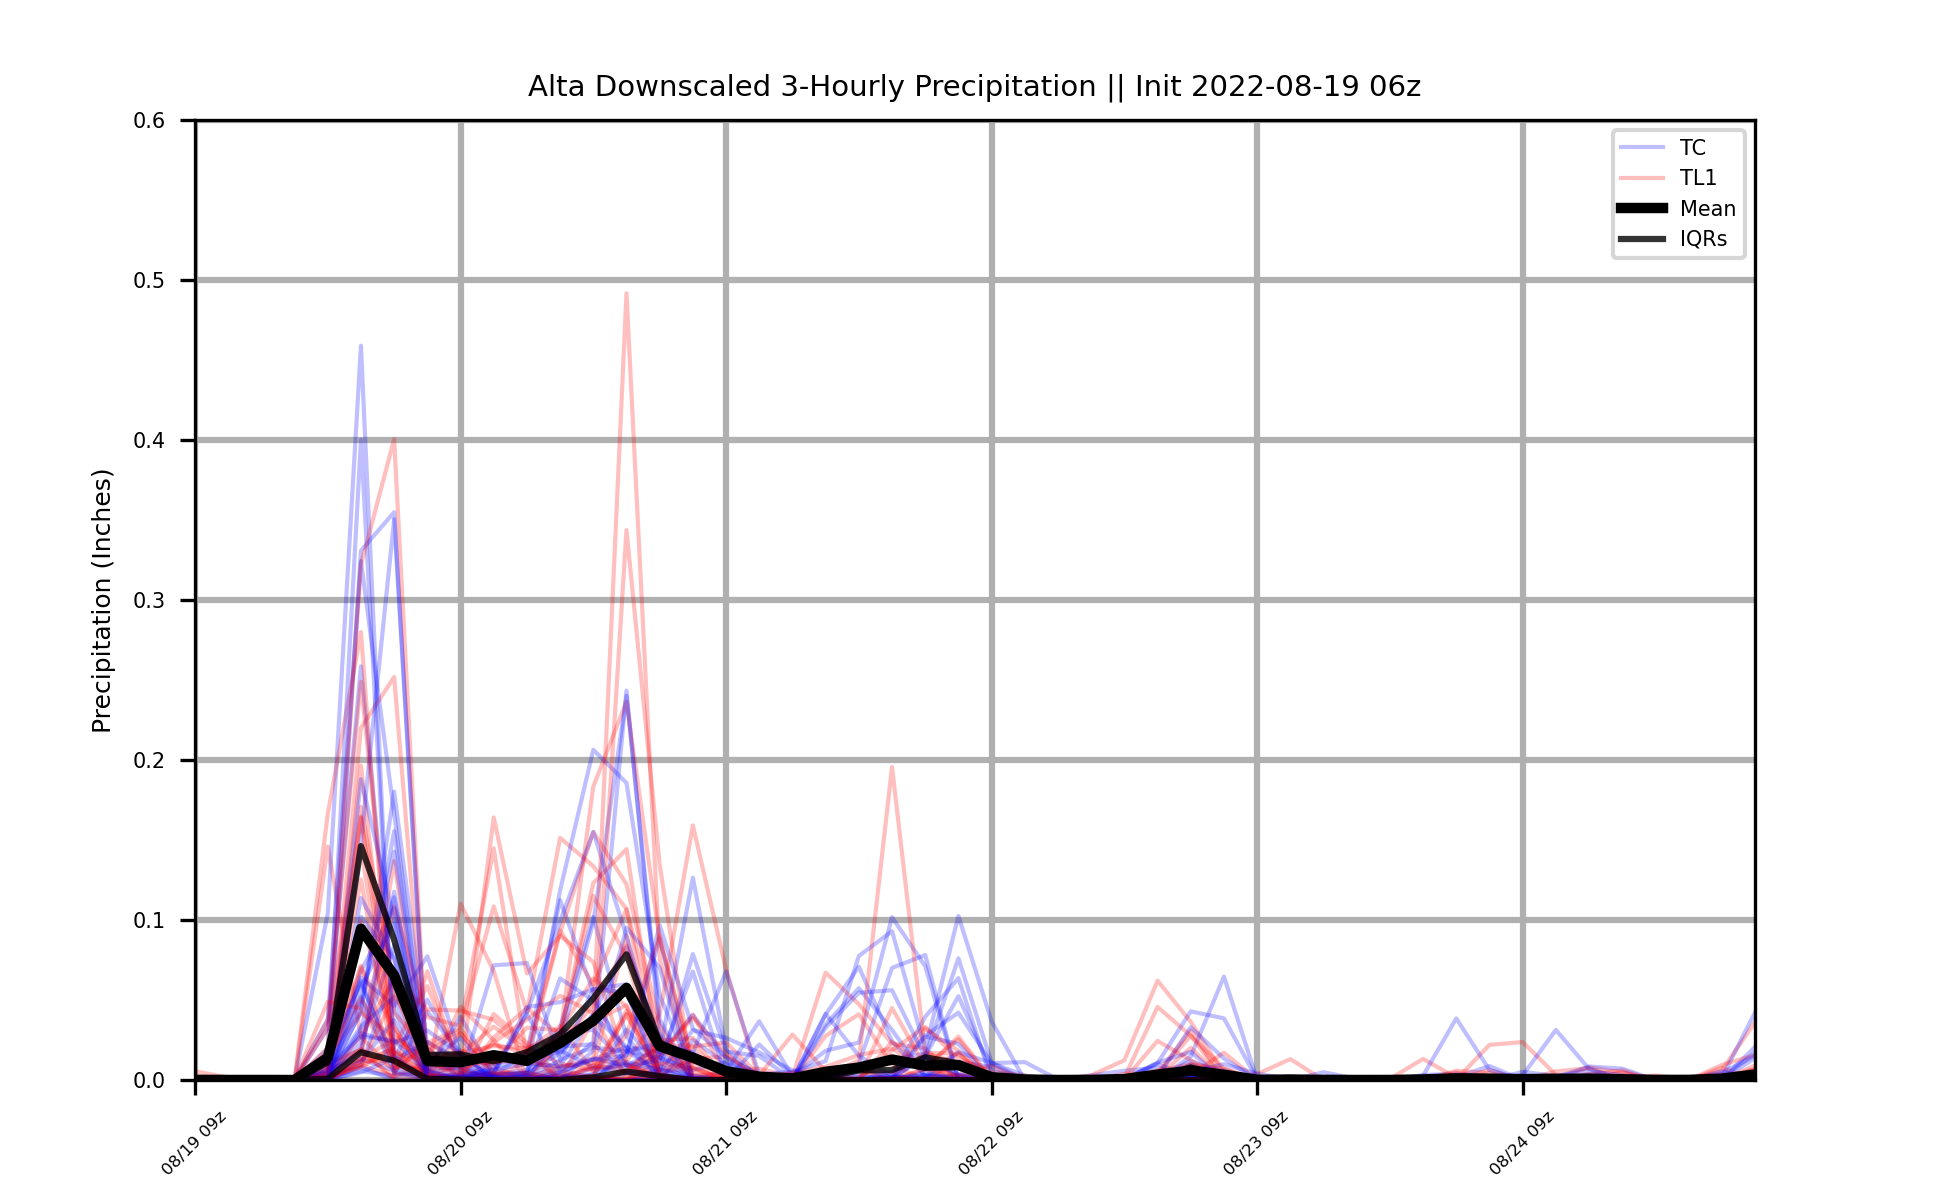 Alta Downscaled 3-Hourly Precipitation || Init 2022-08-19 06z
TC
TL1
Mean
IQRs
Precipitation (Inches)
0.6
0.5
0.4
0.3
0.2
0.1
0.0
08/19 09z
08/20 09z
08/21 09z
08/22 09z
08/23 09z
08/24 09z